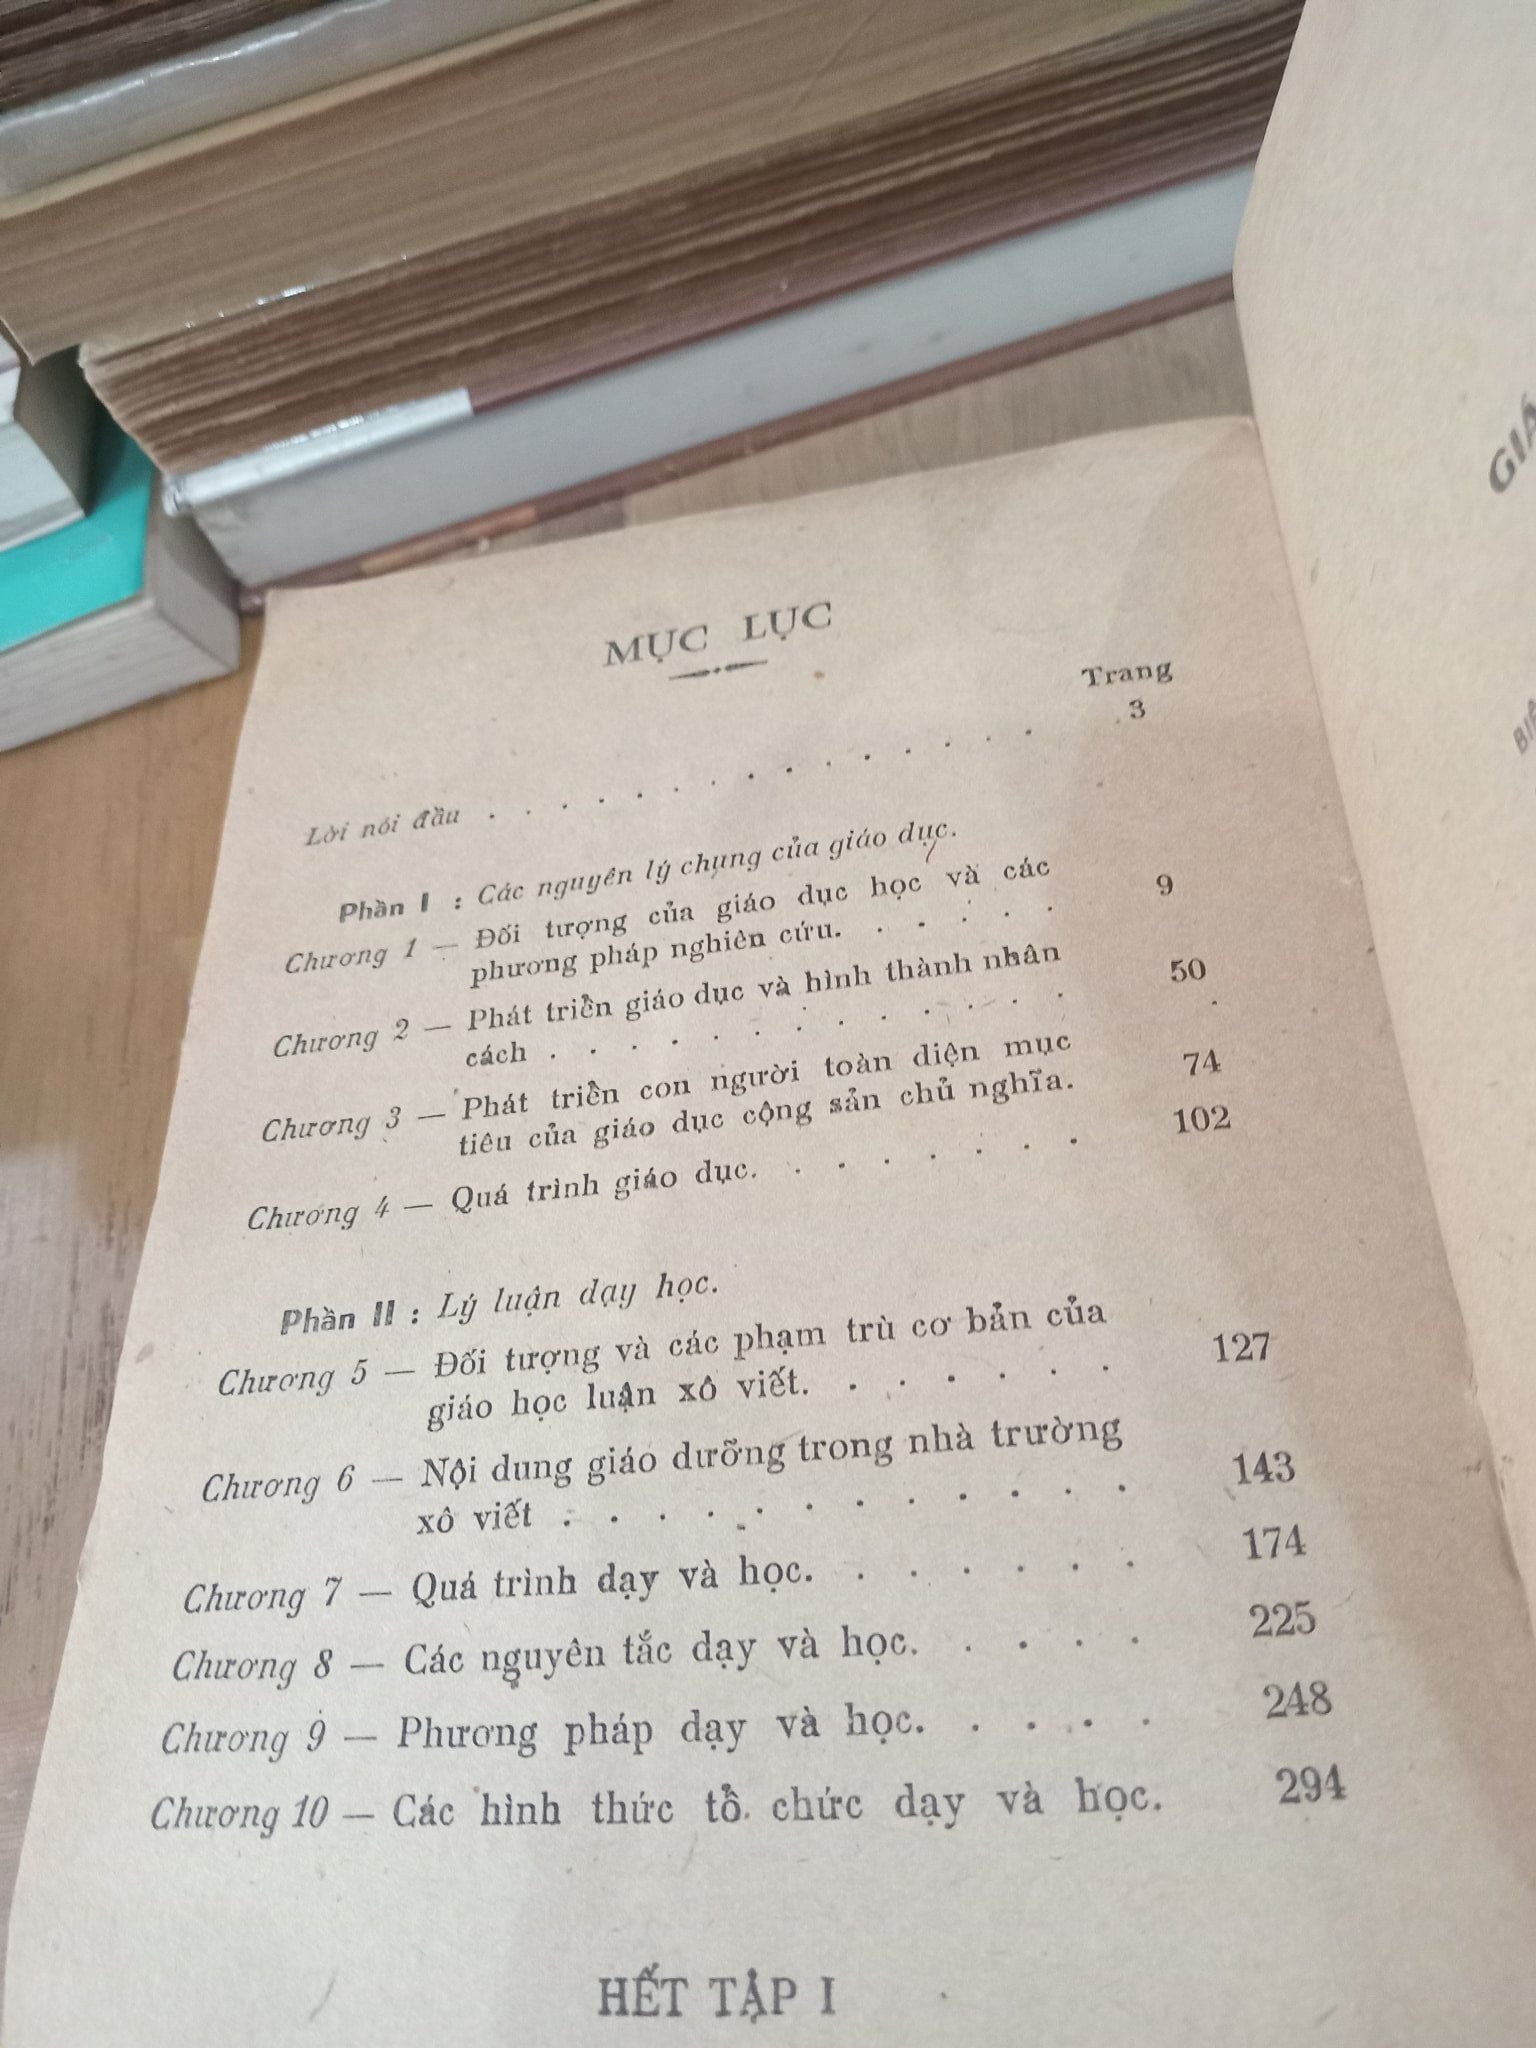 MỤC LỤC
Trang
Lời nói đầu . . . . . . . . . . . . . . 3
Phần I : Các nguyên lý chung của giáo dục.
Chương 1 — Đối tượng của giáo dục học và các
phương pháp nghiên cứu. . . . . . 9
Chương 2 — Phát triển giáo dục và hình thành nhân
cách . . . . . . . . . . . . . 50
Chương 3 — Phát triển con người toàn diện mục
tiêu của giáo dục cộng sản chủ nghĩa. 74
Chương 4 — Quá trình giáo dục. . . . . . . . 102
Phần II : Lý luận dạy học.
Chương 5 — Đối tượng và các phạm trù cơ bản của
giáo học luận xô viết. . . . . . . 127
Chương 6 — Nội dung giáo dưỡng trong nhà trường
xô viết . . . . . . . . . . . . 143
Chương 7 — Quá trình dạy và học. . . . . . . 174
Chương 8 — Các nguyên tắc dạy và học. . . . . 225
Chương 9 — Phương pháp dạy và học. . . . . 248
Chương 10 — Các hình thức tổ chức dạy và học. 294
HẾT TẬP I